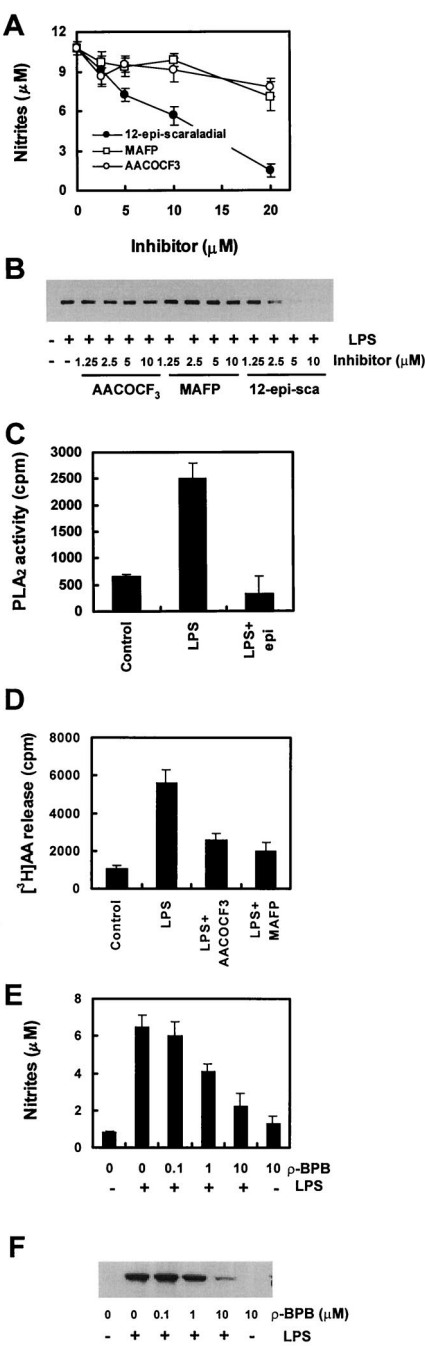 A
12
9
6
3
0
Nitrites (μM)
12-epi-scaraladial
MAFP
AACOCF3
0 5 10 15 20
Inhibitor (μM)
B
- + + + + + + + + + + + + + LPS
- - 1.25 2.5 5 10 1.25 2.5 5 10 1.25 2.5 5 10 Inhibitor (μM)
AACOCF3 MAFP 12-epi-sca
C
3000
2500
2000
1500
1000
500
0
PLA2 activity (cpm)
Control
LPS
LPS+
epi
D
8000
6000
4000
2000
0
[3H]AA release (cpm)
Control
LPS
LPS+
AACOCF3
LPS+
MAFP
E
8
6
4
2
0
Nitrites (μM)
0 0 0.1 1 10 10 ρ-BPB
- + + + + - LPS
F
0 0 0.1 1 10 10 ρ-BPB (μM)
- + + + + - LPS